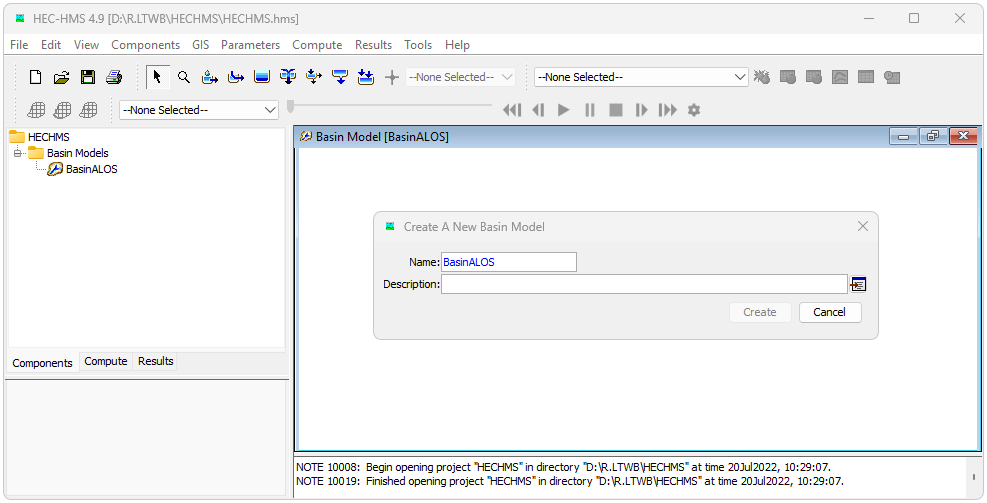 HEC-HMS 4.9 [D:\R.LTWB\HECHMS\HECHMS.hms]
File Edit View Components GIS Parameters Compute Results Tools Help
--None Selected-- --None Selected--
--None Selected--
HECHMS
Basin Models
BasinALOS
Components Compute Results
Basin Model [BasinALOS]
Create A New Basin Model
Name: BasinALOS
Description:
Create Cancel
NOTE 10008: Begin opening project "HECHMS" in directory "D:\R.LTWB\HECHMS" at time 20Jul2022, 10:29:07.
NOTE 10019: Finished opening project "HECHMS" in directory "D:\R.LTWB\HECHMS" at time 20Jul2022, 10:29:07.